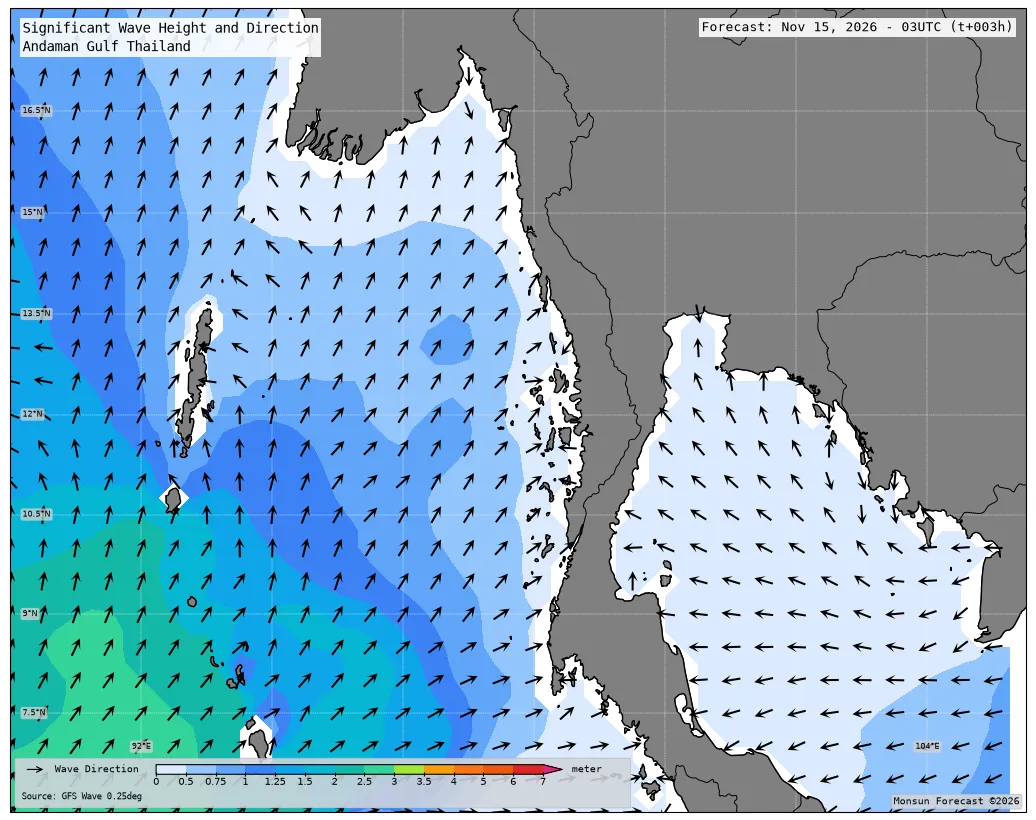 Significant Wave Height and Direction
Andaman Gulf Thailand
Forecast: Nov 15, 2026 - 03UTC (t+003h)
16.5°N
15°N
13.5°N
12°N
10.5°N
9°N
7.5°N
92°E
104°E
Wave Direction
meter
0 0.5 0.75 1 1.25 1.5 2 2.5 3 3.5 4 5 6 7
Source: GFS Wave 0.25deg
Monsun Forecast ©2026